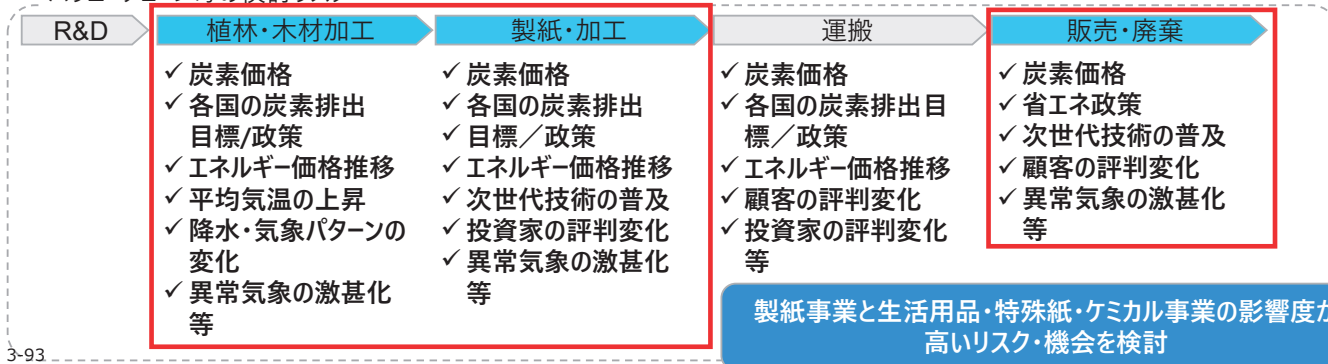 R&D
植林・木材加工
製紙・加工
運搬
販売・廃棄
✓ 炭素価格
✓ 各国の炭素排出
目標/政策
✓ エネルギー価格推移
✓ 平均気温の上昇
✓ 降水・気象パターンの
変化
✓ 異常気象の激甚化
等
✓ 炭素価格
✓ 各国の炭素排出
✓ 目標／政策
✓ エネルギー価格推移
✓ 次世代技術の普及
✓ 投資家の評判変化
✓ 異常気象の激甚化
等
✓ 炭素価格
✓ 各国の炭素排出目
標／政策
✓ エネルギー価格推移
✓ 顧客の評判変化
✓ 投資家の評判変化
等
✓ 炭素価格
✓ 省エネ政策
✓ 次世代技術の普及
✓ 顧客の評判変化
✓ 異常気象の激甚化
等
製紙事業と生活用品・特殊紙・ケミカル事業の影響度が
高いリスク・機会を検討
3-93